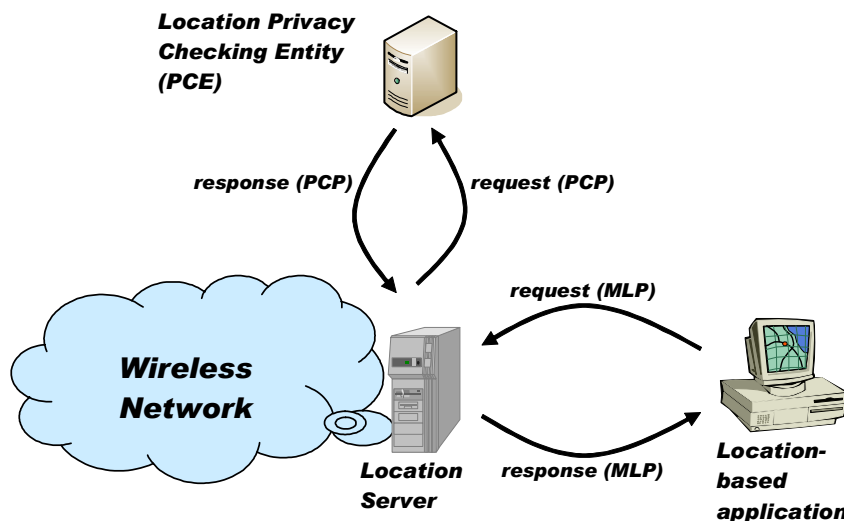 Location Privacy
Checking Entity
(PCE)
response (PCP)
request (PCP)
request (MLP)
Wireless
Network
Location
Server
response (MLP)
Location-
based
application